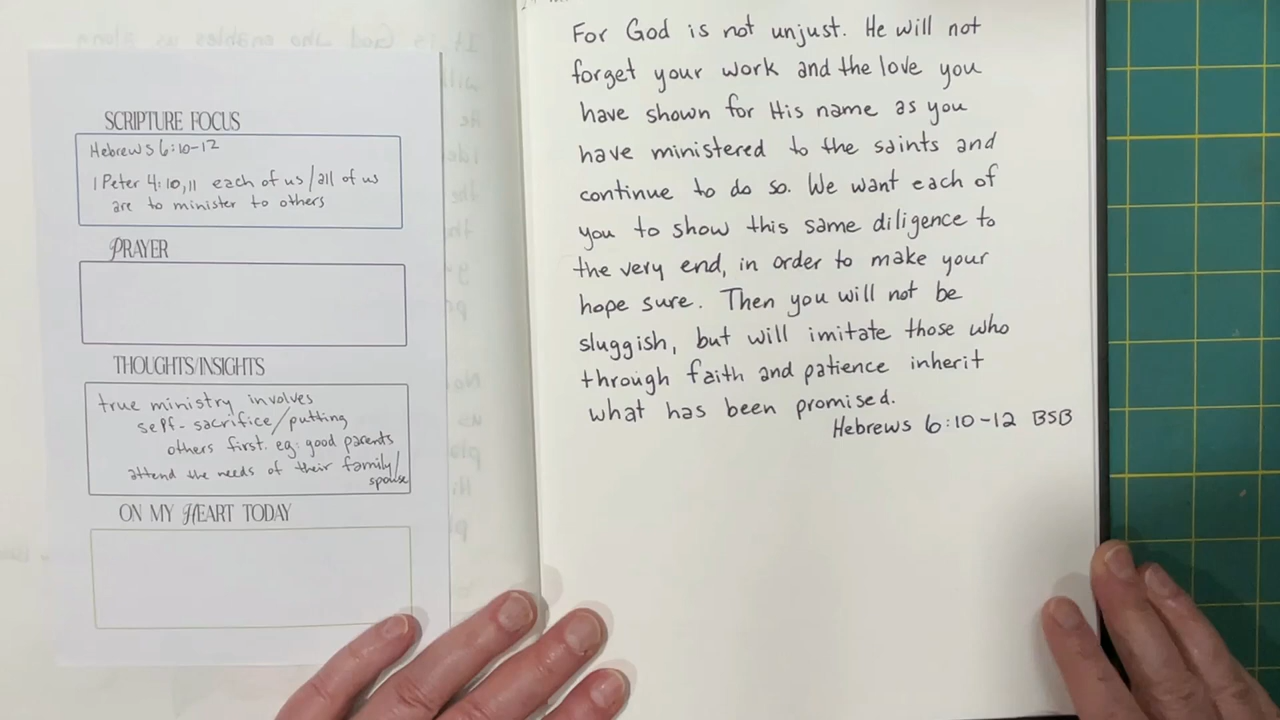 SCRIPTURE FOCUS
Hebrews 6:10-12
1 Peter 4:10,11 each of us/all of us
are to minister to others
PRAYER
THOUGHTS/INSIGHTS
true ministry involves
self-sacrifice/putting
others first. eg: good parents
attend the needs of their family/
spouse
ON MY HEART TODAY
For God is not unjust. He will not
forget your work and the love you
have shown for His name as you
have ministered to the saints and
continue to do so. We want each of
you to show this same diligence to
the very end, in order to make your
hope sure. Then you will not be
sluggish, but will imitate those who
through faith and patience inherit
what has been promised.
Hebrews 6:10-12 BSB